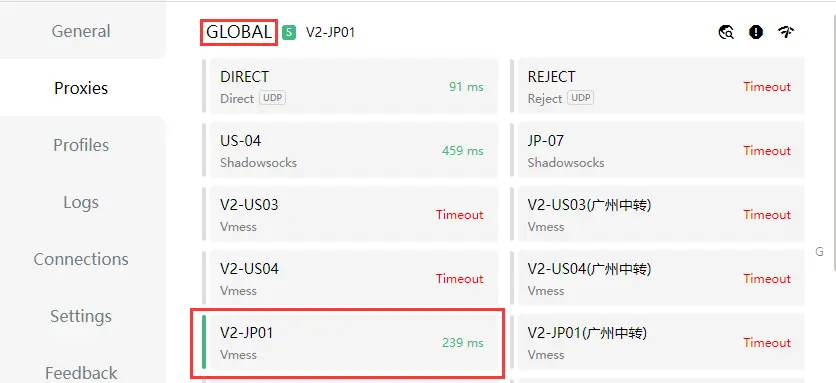 General
Proxies
Profiles
Logs
Connections
Settings
Feedback
GLOBAL S V2-JP01
DIRECT
Direct UDP
91 ms
REJECT
Reject UDP
Timeout
US-04
Shadowsocks
459 ms
JP-07
Shadowsocks
Timeout
V2-US03
Vmess
Timeout
V2-US03(广州中转)
Vmess
Timeout
V2-US04
Vmess
Timeout
V2-US04(广州中转)
Vmess
Timeout
V2-JP01
Vmess
239 ms
V2-JP01(广州中转)
Vmess
Timeout
G